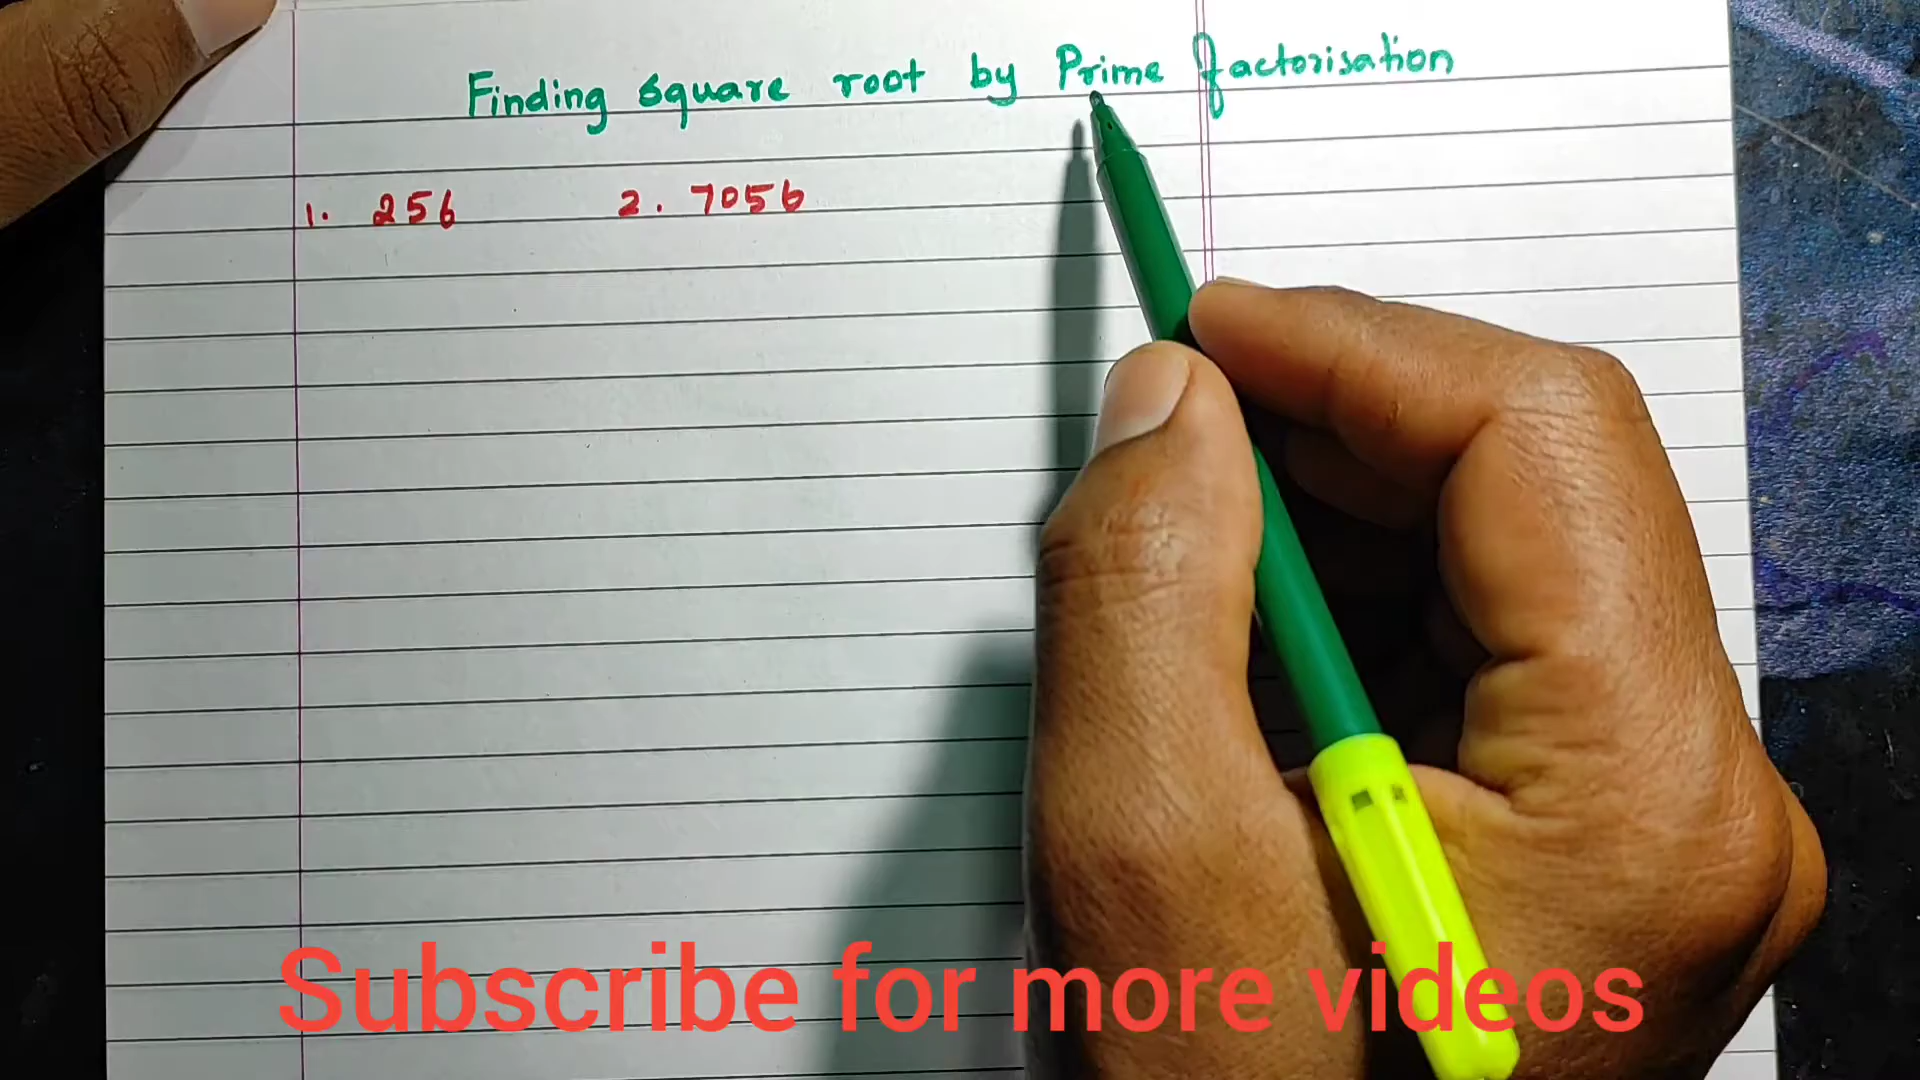 Finding square root by Prime factorisation
1. 256 2. 7056
Subscribe for more videos